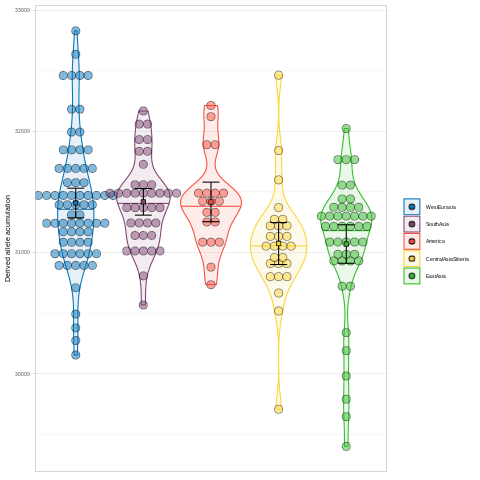 33000
32000
31000
30000
Derived allele acumulation
WestEurasia
SouthAsia
America
CentralAsiaSiberia
EastAsia